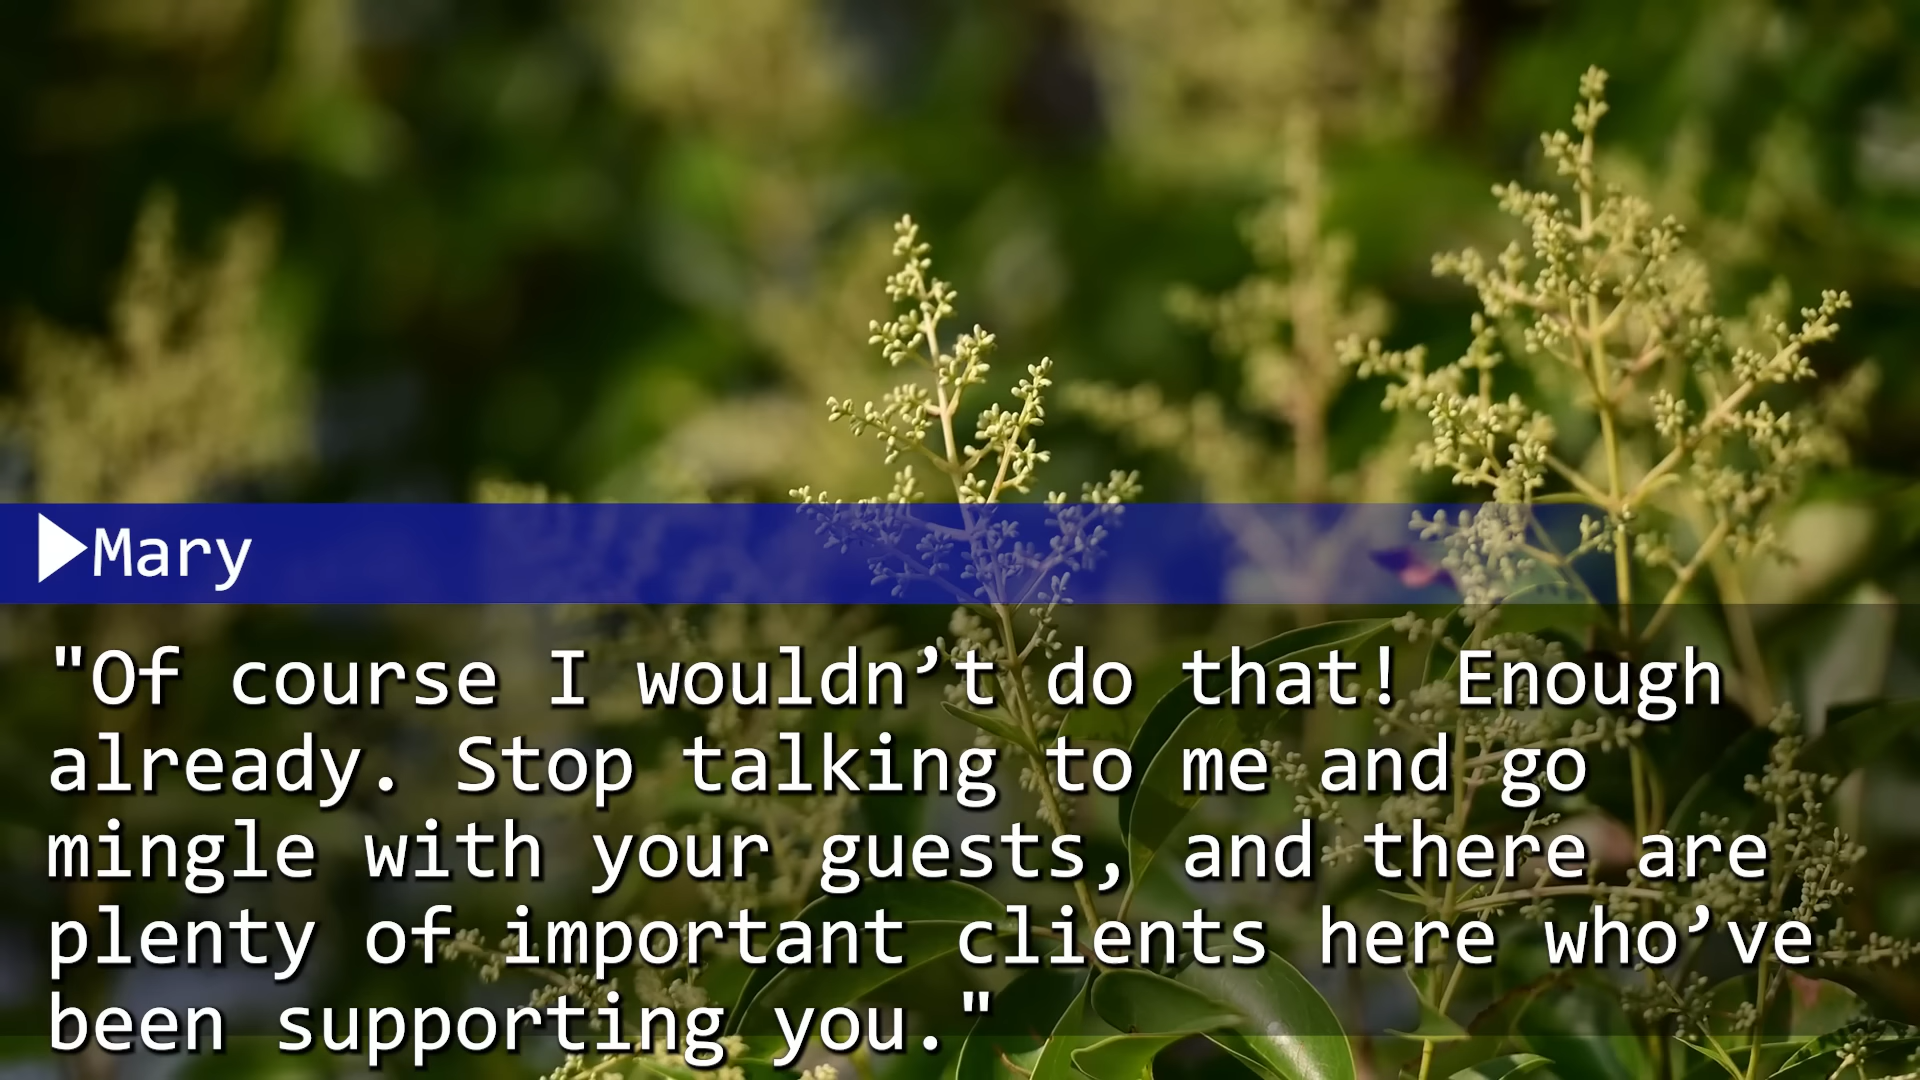 Mary
"Of course I wouldn’t do that! Enough
already. Stop talking to me and go
mingle with your guests, and there are
plenty of important clients here who’ve
been supporting you."